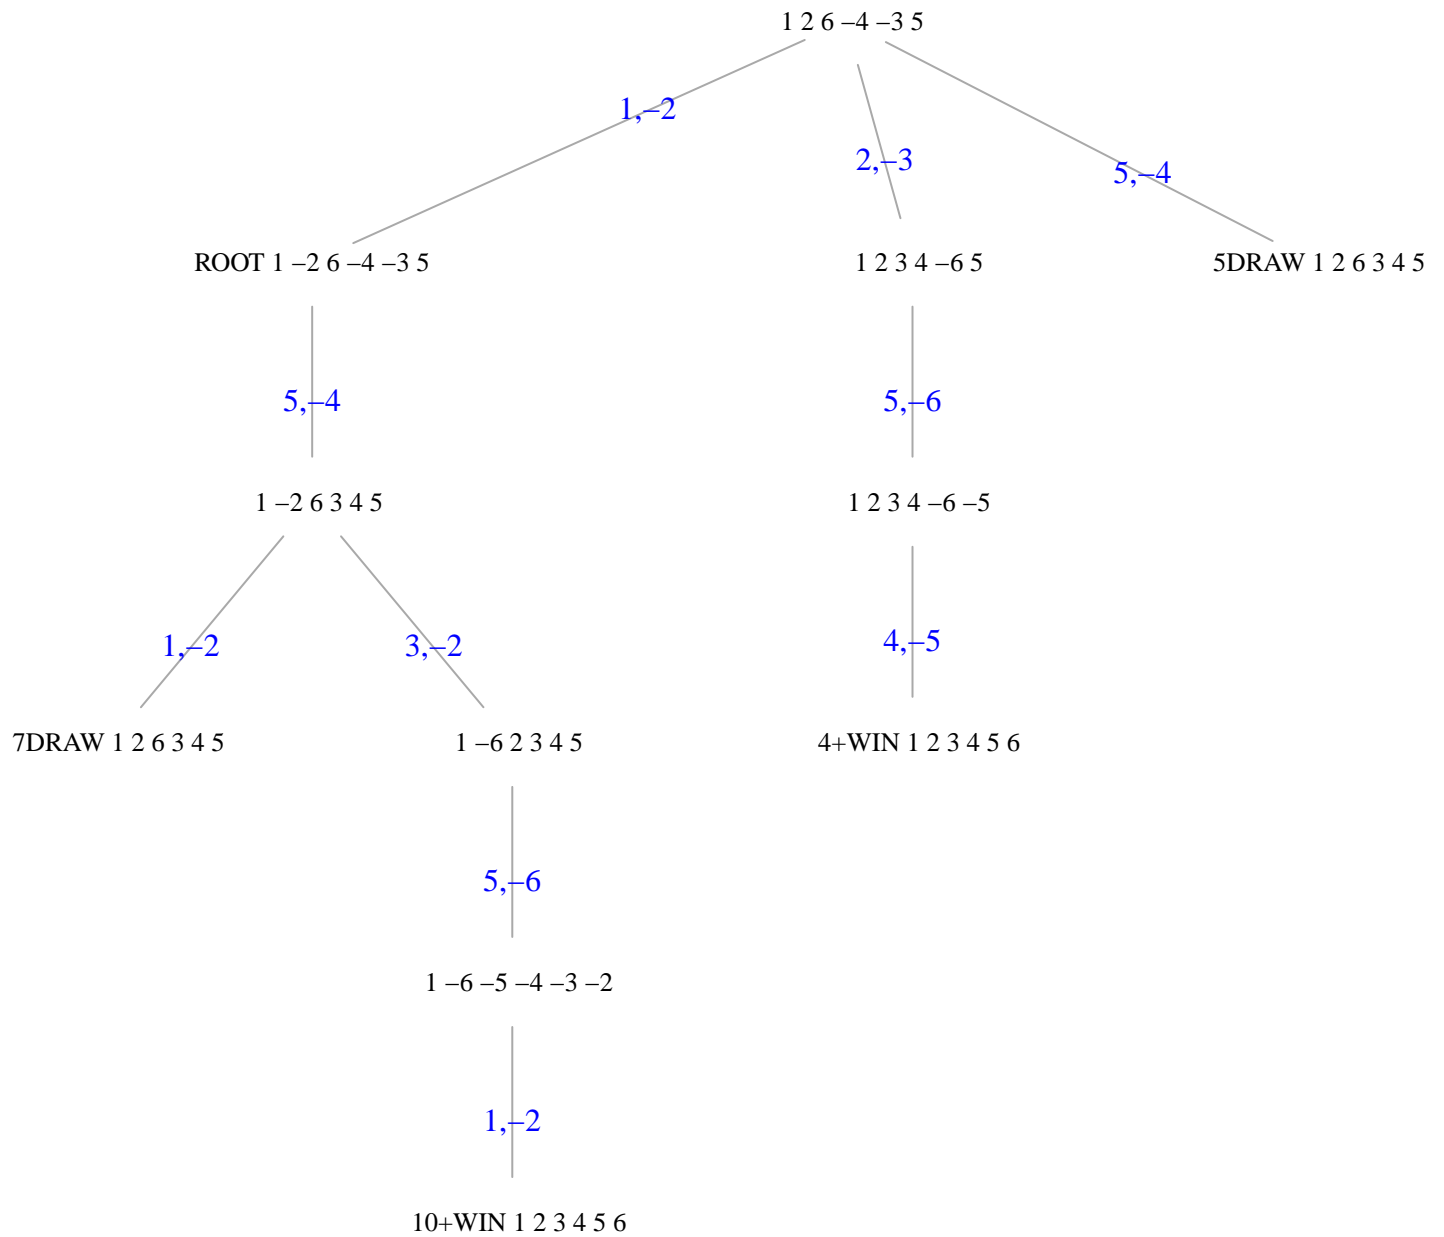 1 2 6 –4 –3 5
1,–2
2,–3
5,–4
ROOT 1 –2 6 –4 –3 5
1 2 3 4 –6 5
5DRAW 1 2 6 3 4 5
5,–4
5,–6
1 –2 6 3 4 5
1 2 3 4 –6 –5
1,–2
3,–2
4,–5
7DRAW 1 2 6 3 4 5
1 –6 2 3 4 5
4+WIN 1 2 3 4 5 6
5,–6
1 –6 –5 –4 –3 –2
1,–2
10+WIN 1 2 3 4 5 6